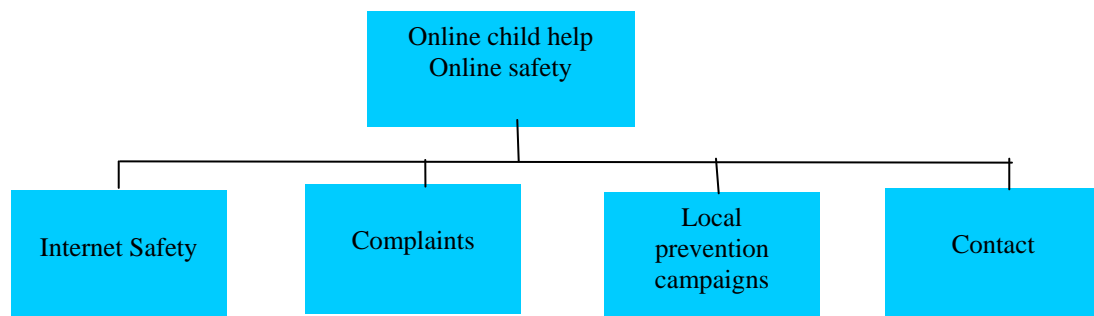 Online child help
Online safety
Internet Safety
Complaints
Local
prevention
campaigns
Contact